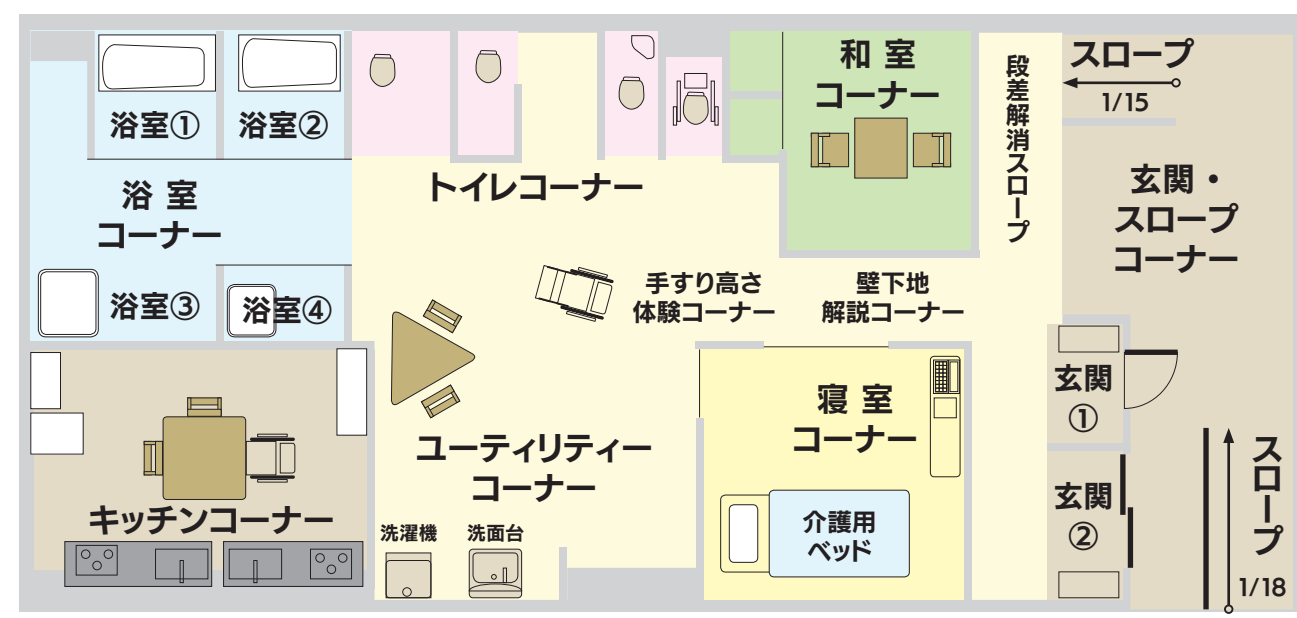 浴室①
浴室②
浴 室
コーナー
浴室③
浴室④
トイレコーナー
和 室
コーナー
段差解消スロープ
スロープ
1/15
玄関・
スロープ
コーナー
手すり高さ
体験コーナー
壁下地
解説コーナー
玄関
①
玄関
②
スロープ
1/18
寝 室
コーナー
介護用
ベッド
ユーティリティー
コーナー
洗濯機
洗面台
キッチンコーナー